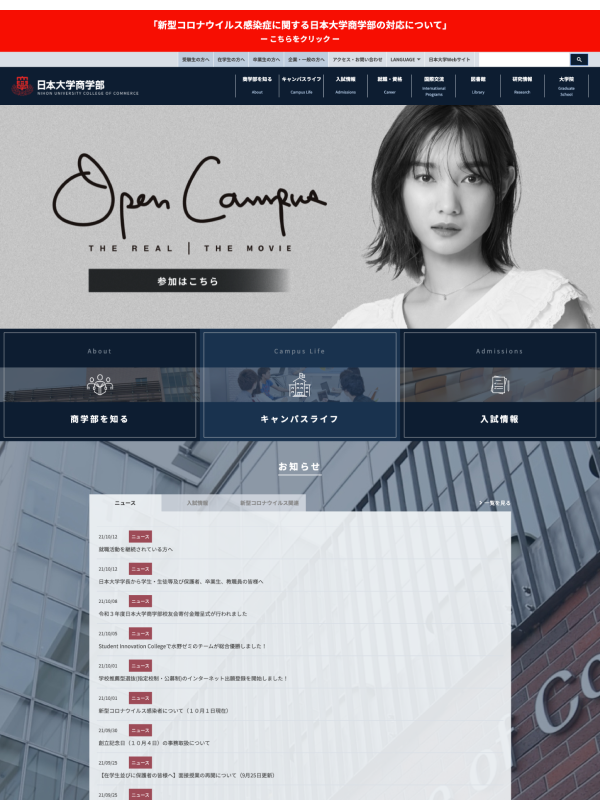 「新型コロナウイルス感染症に関する日本大学商学部の対応について」
ー こちらをクリック ー
受験生の方へ 在学生の方へ 卒業生の方へ 企業・一般の方へ アクセス・お問い合わせ LANGUAGE 日本大学Webサイト
日本大学商学部
NIHON UNIVERSITY COLLEGE OF COMMERCE
商学部を知る キャンパスライフ 入試情報 就職・資格 国際交流 図書館 研究情報 大学院
About Campus Life Admissions Career International Programs Library Research Graduate School
Open Campus
THE REAL | THE MOVIE
参加はこちら
About Campus Life Admissions
商学部を知る キャンパスライフ 入試情報
お知らせ
ニュース 入試情報 新型コロナウイルス関連 一覧を見る
21/10/12 ニュース
就職活動を継続されている方へ
21/10/12 ニュース
日本大学学長から学生・生徒等及び保護者、卒業生、教職員の皆様へ
21/10/08 ニュース
令和３年度日本大学商学部校友会寄付金贈呈式が行われました
21/10/05 ニュース
Student Innovation Collegeで水野ゼミのチームが総合優勝しました！
21/10/01 ニュース
学校推薦型選抜(指定校制・公募制)のインターネット出願登録を開始しました！
21/10/01 ニュース
新型コロナウイルス感染者について（１０月１日現在）
21/09/30 ニュース
創立記念日（１０月４日）の事務取扱について
21/09/25 ニュース
【在学生並びに保護者の皆様へ】面接授業の再開について（9月25日更新）
21/09/25 ニュース
e of Co